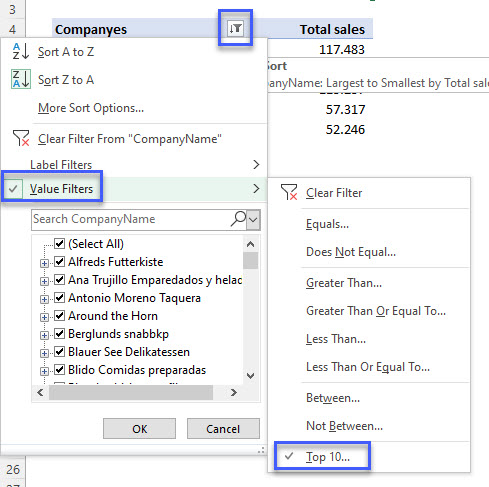 3
4 Companyes Total sales
117.483
Sort A to Z
Sort
Sort Z to A
anyName: Largest to Smallest by Total sale
More Sort Options...
57.317
Clear Filter From "CompanyName"
52.246
Label Filters
Value Filters
Clear Filter
Search CompanyName
Equals...
(Select All)
Does Not Equal...
Alfreds Futterkiste
Ana Trujillo Emparedados y helad
Greater Than...
Antonio Moreno Taquera
Greater Than Or Equal To...
Around the Horn
Less Than...
Berglunds snabbkp
Blauer See Delikatessen
Less Than Or Equal To...
Blido Comidas preparadas
Between...
OK Cancel
Not Between...
Top 10...
26
27